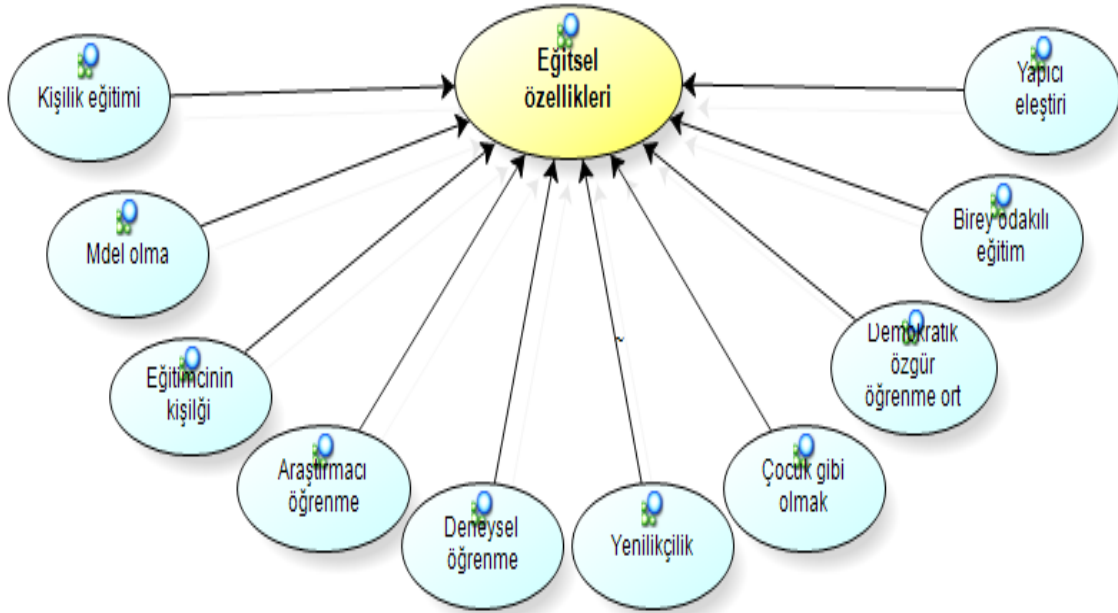 Eğitsel
özellikleri
Kişilik eğitimi
Mdel olma
Eğitimcinin
kişilği
Araştırmacı
öğrenme
Deneysel
öğrenme
Yenilikçilik
~
Çocuk gibi
olmak
Demokratik
özgür
öğrenme ort
Birey odakılı
eğitim
Yapıcı
eleştiri